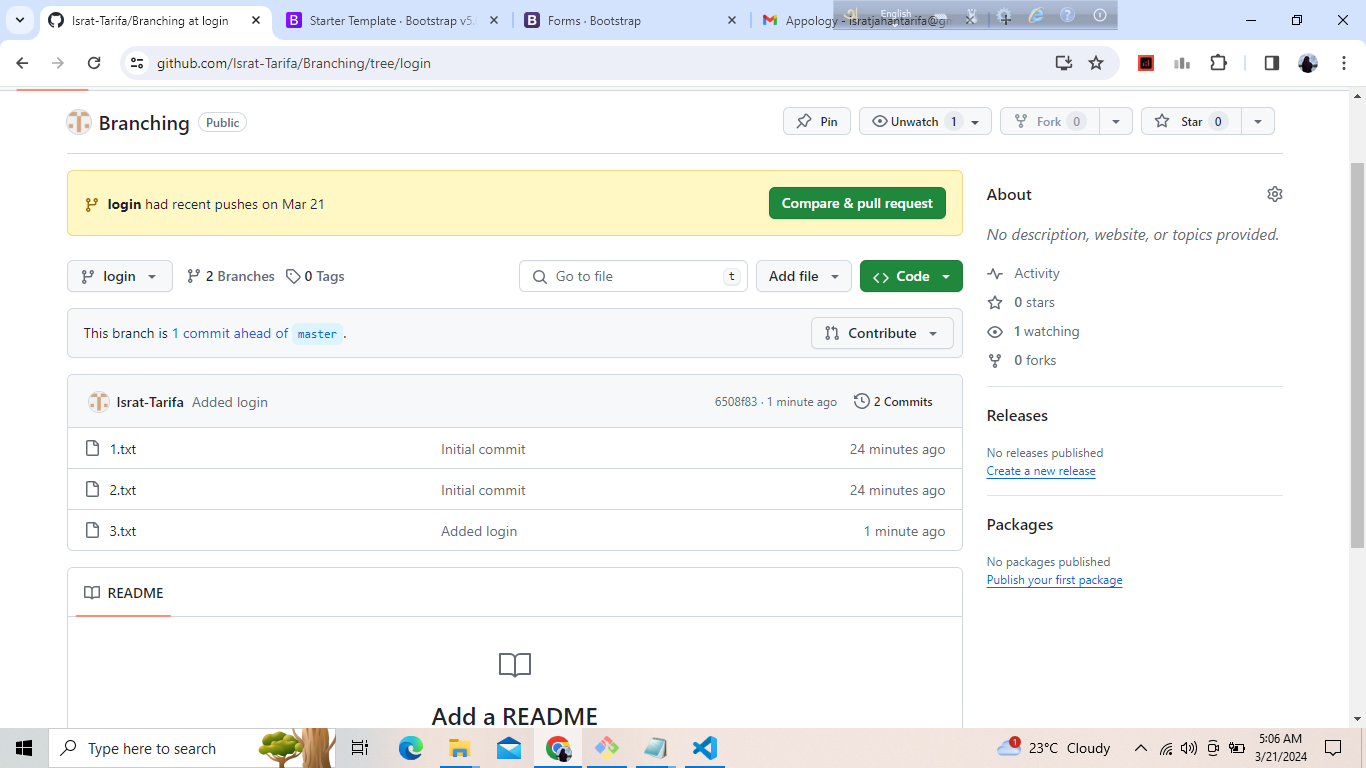 Israt-Tarifa/Branching at login
Starter Template · Bootstrap v5.
Forms · Bootstrap
Appology - isratjahantarifa@gm
English
github.com/Israt-Tarifa/Branching/tree/login
Branching Public
Pin
Unwatch 1
Fork 0
Star 0
login had recent pushes on Mar 21
Compare & pull request
login
2 Branches
0 Tags
Go to file t
Add file
Code
This branch is 1 commit ahead of master .
Contribute
Israt-Tarifa Added login
6508f83 · 1 minute ago
2 Commits
1.txt Initial commit 24 minutes ago
2.txt Initial commit 24 minutes ago
3.txt Added login 1 minute ago
README
Add a README
About
No description, website, or topics provided.
Activity
0 stars
1 watching
0 forks
Releases
No releases published
Create a new release
Packages
No packages published
Publish your first package
Type here to search
1
23°C Cloudy
5:06 AM
3/21/2024